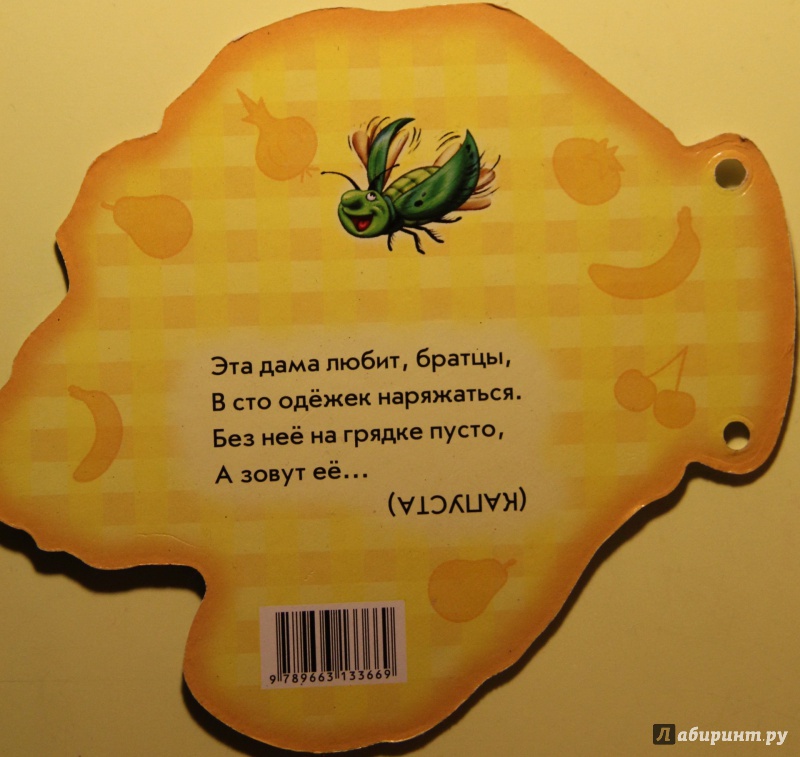 Эта дама любит, братцы,
В сто одёжек наряжаться.
Без неё на грядке пусто,
А зовут её...
(КАПУСТА)
9 789663 133669
Лабиринт.ру